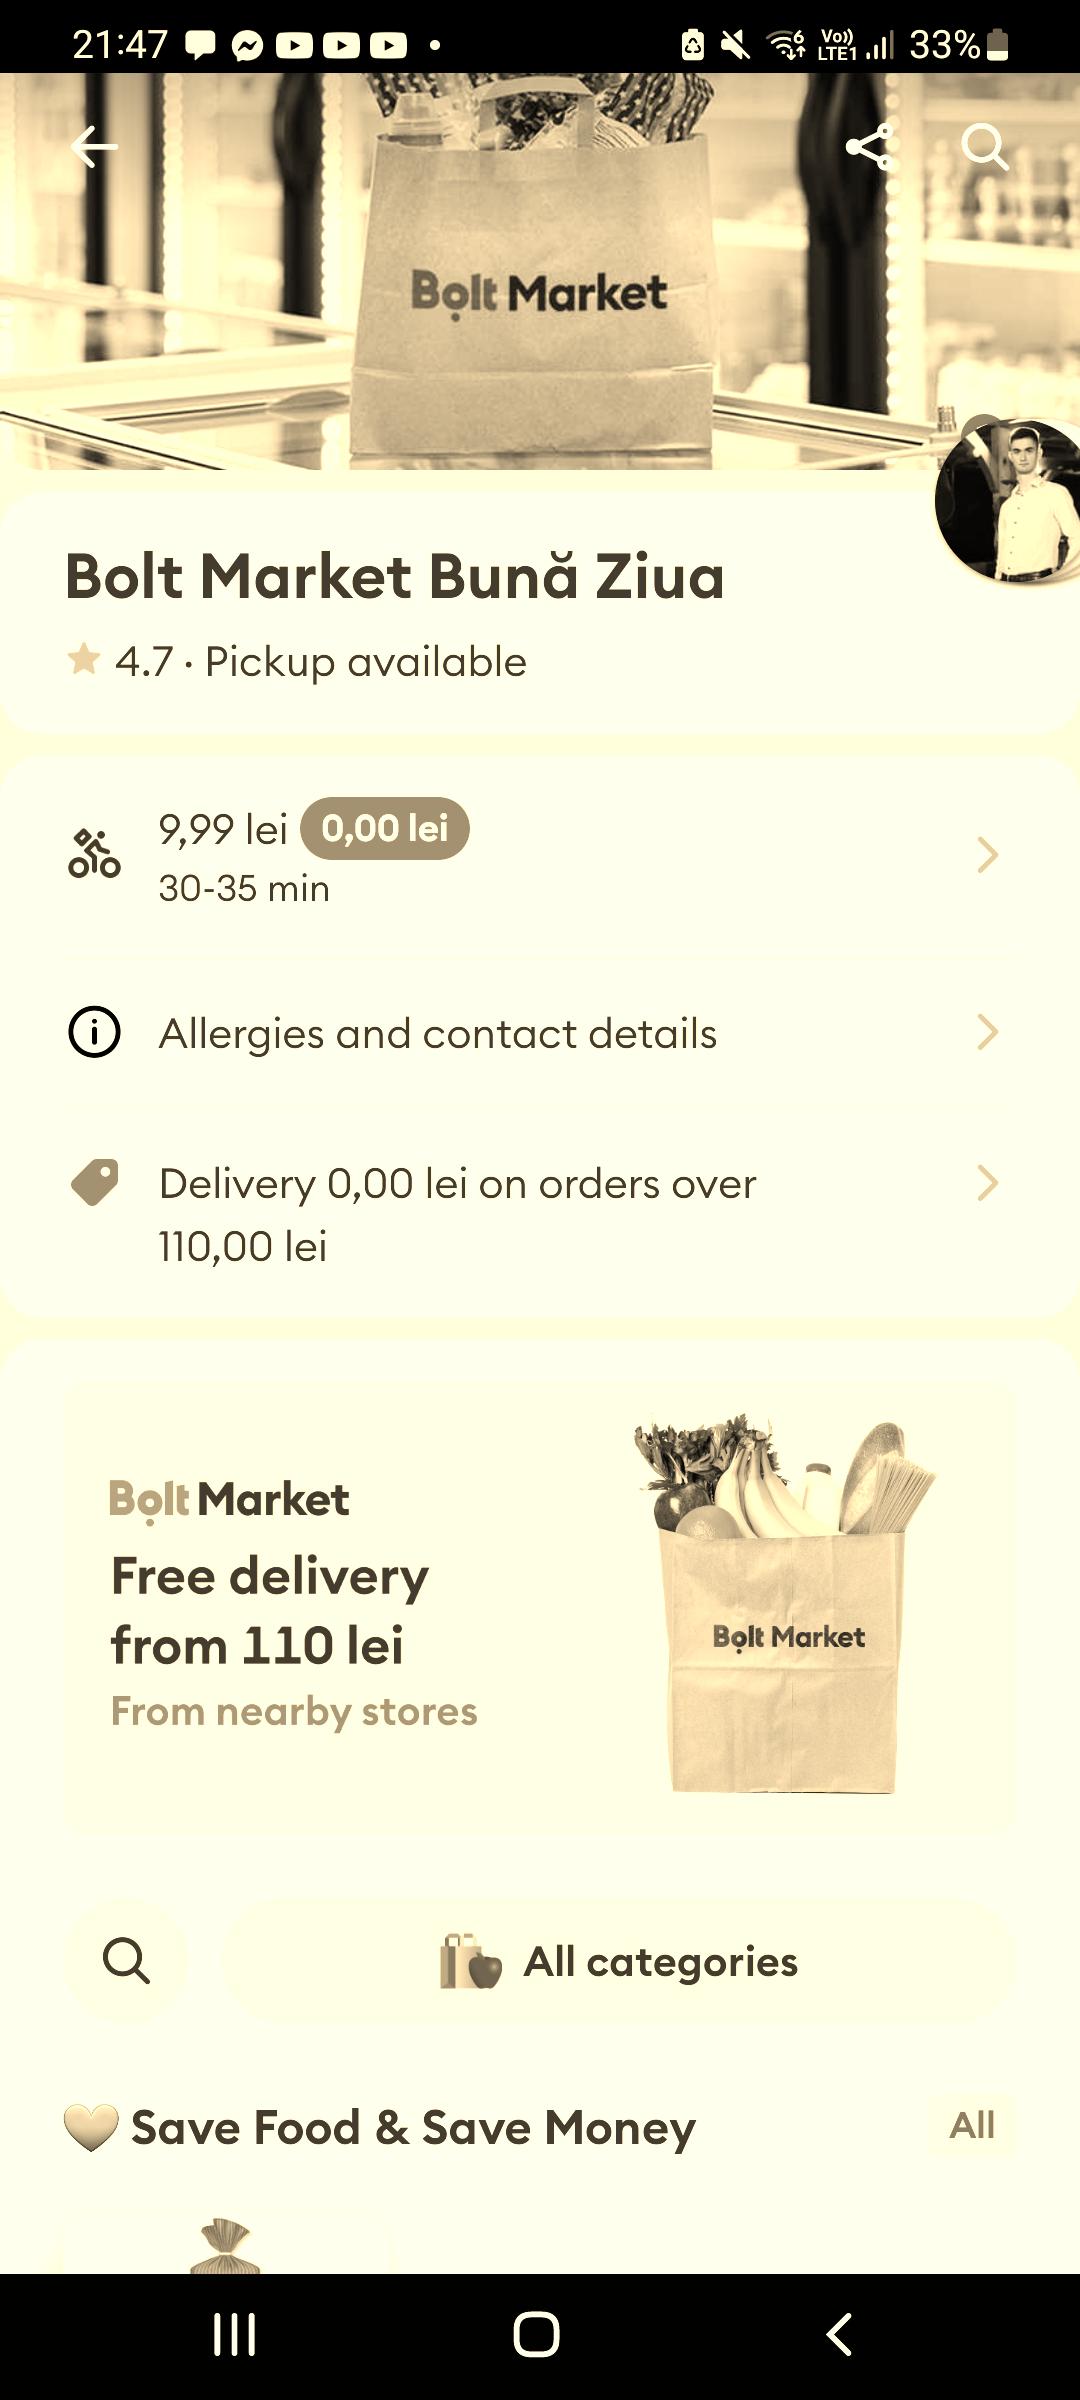 21:47
Vo))
LTE1
6
33%
Bolt Market
Bolt Market Bună Ziua
4.7 · Pickup available
9,99 lei 0,00 lei
30-35 min
Allergies and contact details
Delivery 0,00 lei on orders over
110,00 lei
Bolt Market
Free delivery
from 110 lei
From nearby stores
Bolt Market
All categories
Save Food & Save Money
All